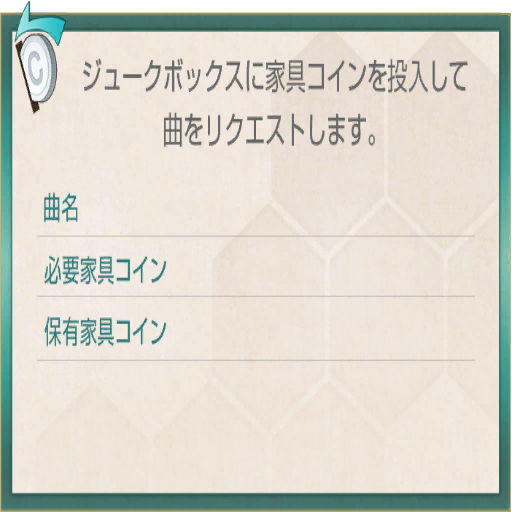 ジュークボックスに家具コインを投入して
曲をリクエストします。
曲名
必要家具コイン
保有家具コイン